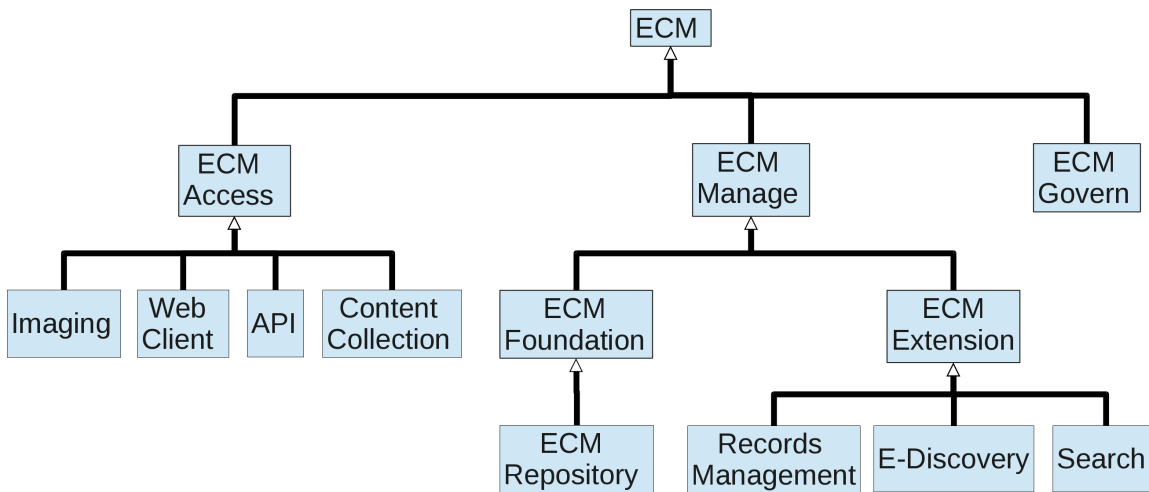 ECM
ECM
Access
ECM
Manage
ECM
Govern
Imaging
Web
Client
API
Content
Collection
ECM
Foundation
ECM
Extension
ECM
Repository
Records
Management
E-Discovery
Search